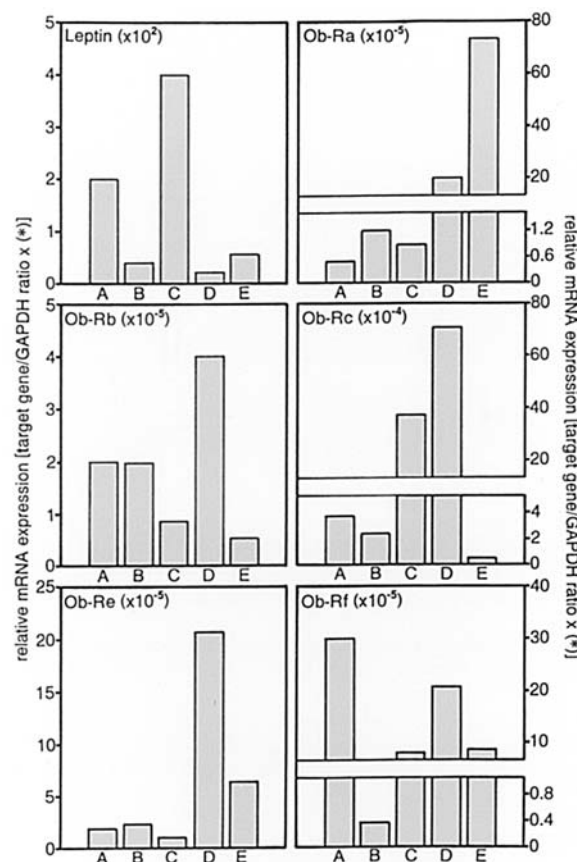 relative mRNA expression [target gene/GAPDH ratio x (*)]
Leptin (x10²)
5
4
3
2
1
0
A B C D E
Ob-Ra (x10⁻⁵)
80
60
40
20
1.2
0.6
0
A B C D E
Ob-Rb (x10⁻⁵)
5
4
3
2
1
0
A B C D E
Ob-Rc (x10⁻⁴)
80
60
40
20
4
2
0
A B C D E
Ob-Re (x10⁻⁵)
25
20
15
10
5
0
A B C D E
Ob-Rf (x10⁻⁵)
40
30
20
10
0.8
0.4
0
A B C D E
relative mRNA expression [target gene/GAPDH ratio x (*)]